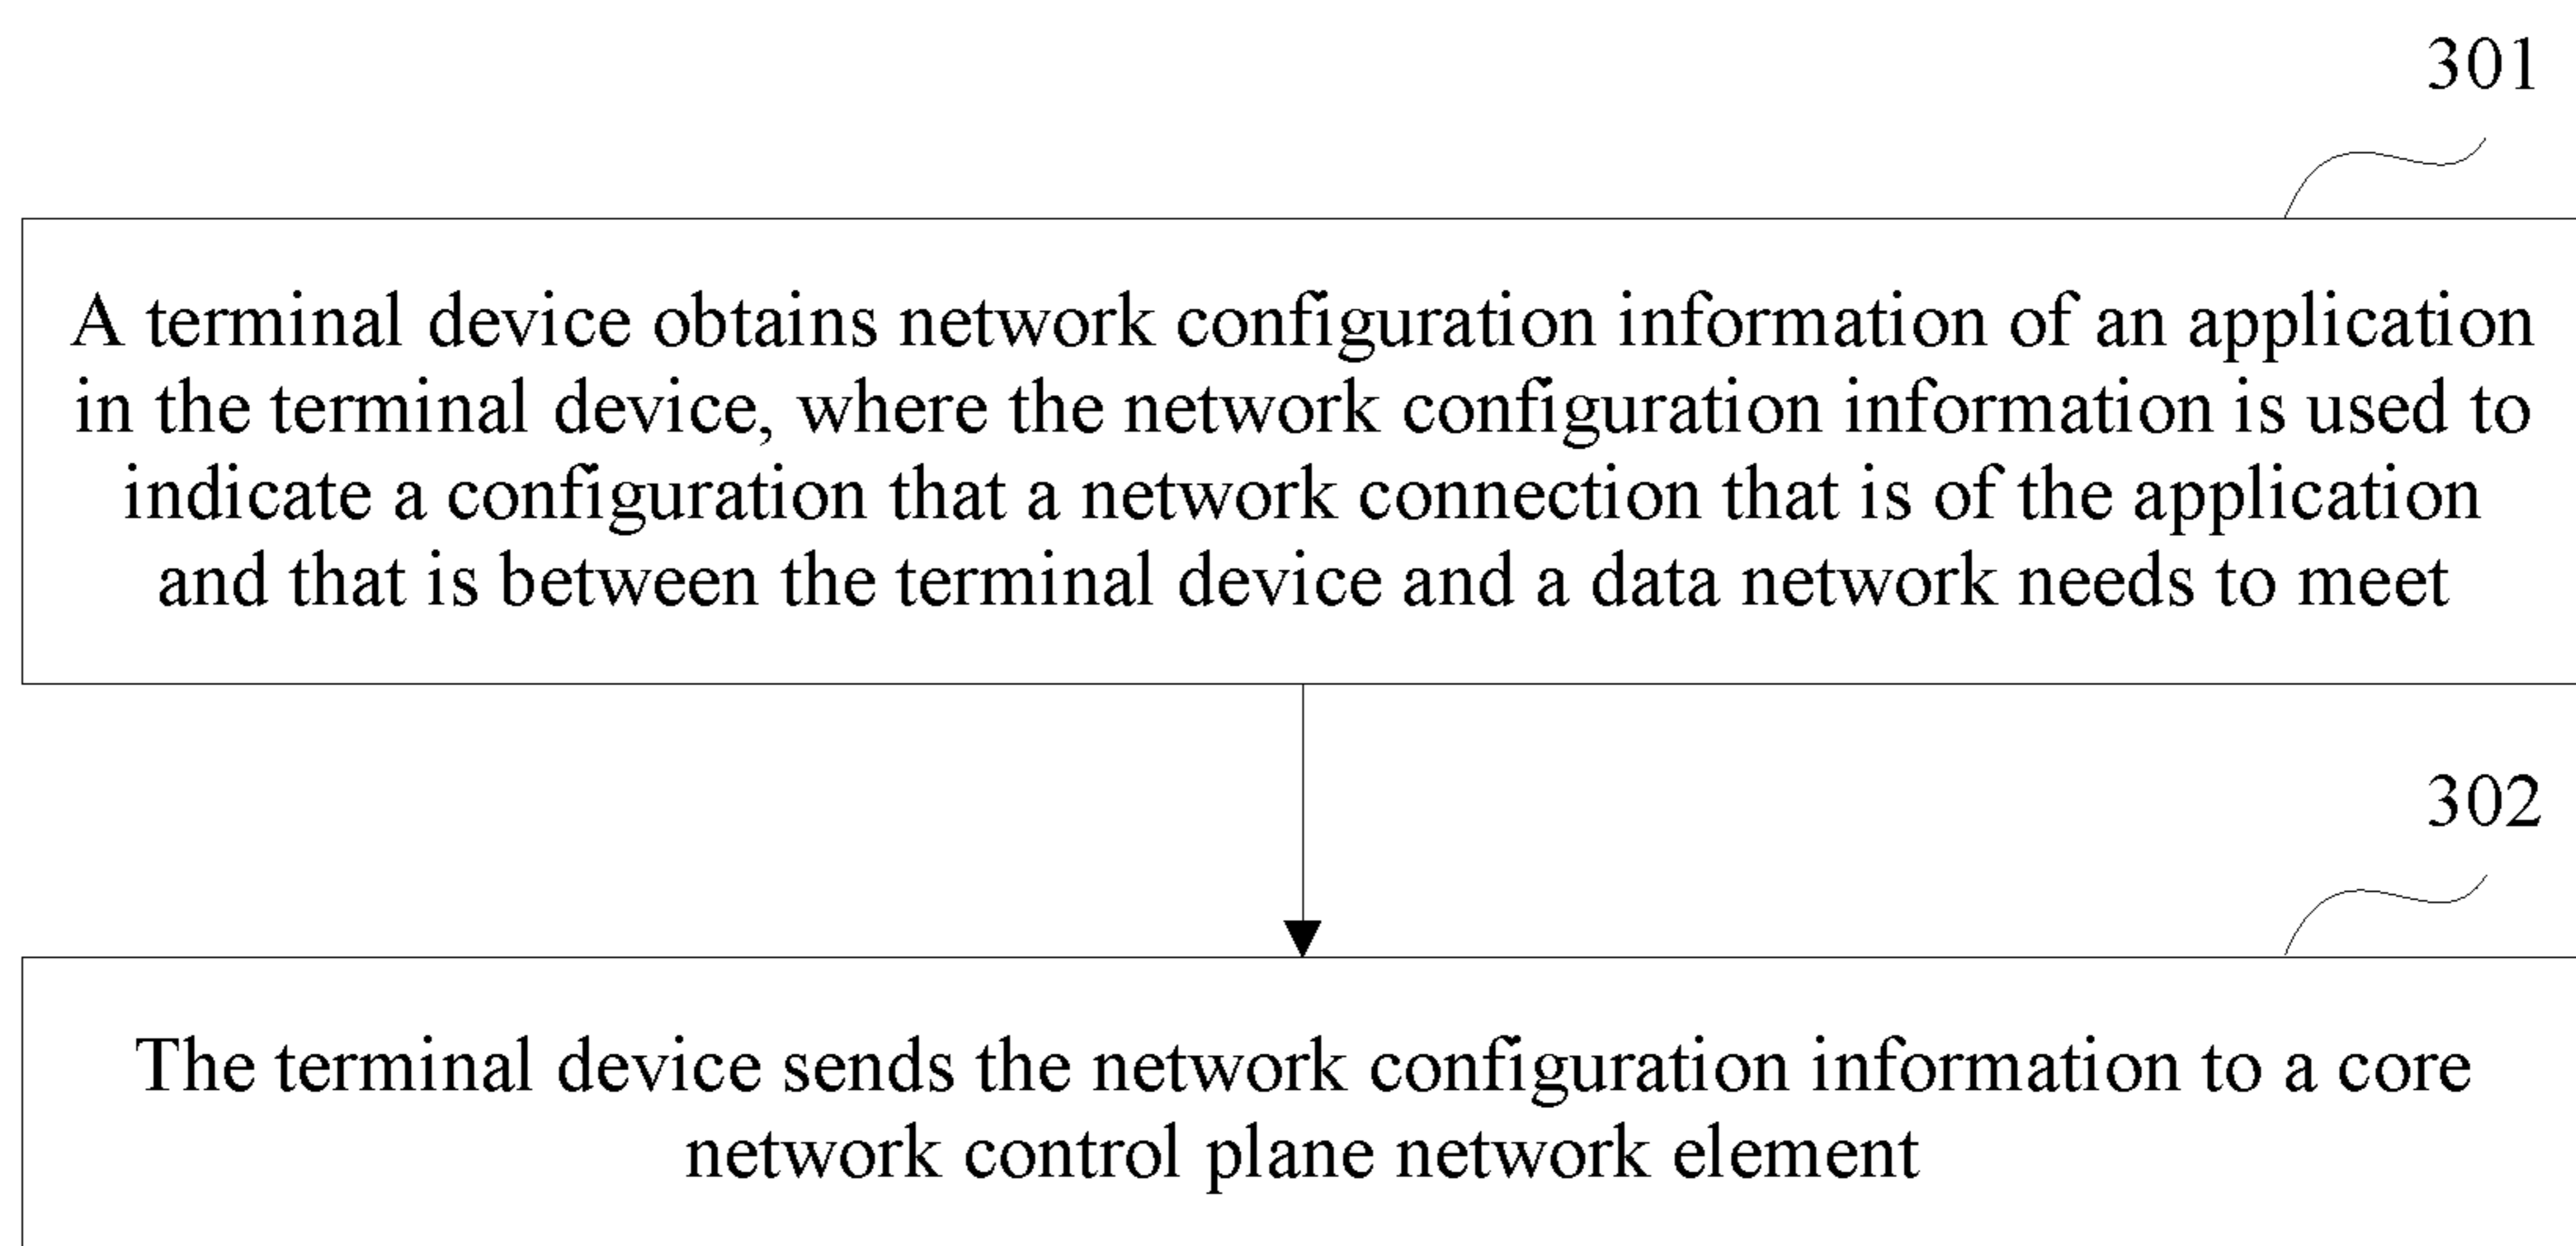 301
A terminal device obtains network configuration information of an application
in the terminal device, where the network configuration information is used to
indicate a configuration that a network connection that is of the application
and that is between the terminal device and a data network needs to meet
302
The terminal device sends the network configuration information to a core
network control plane network element